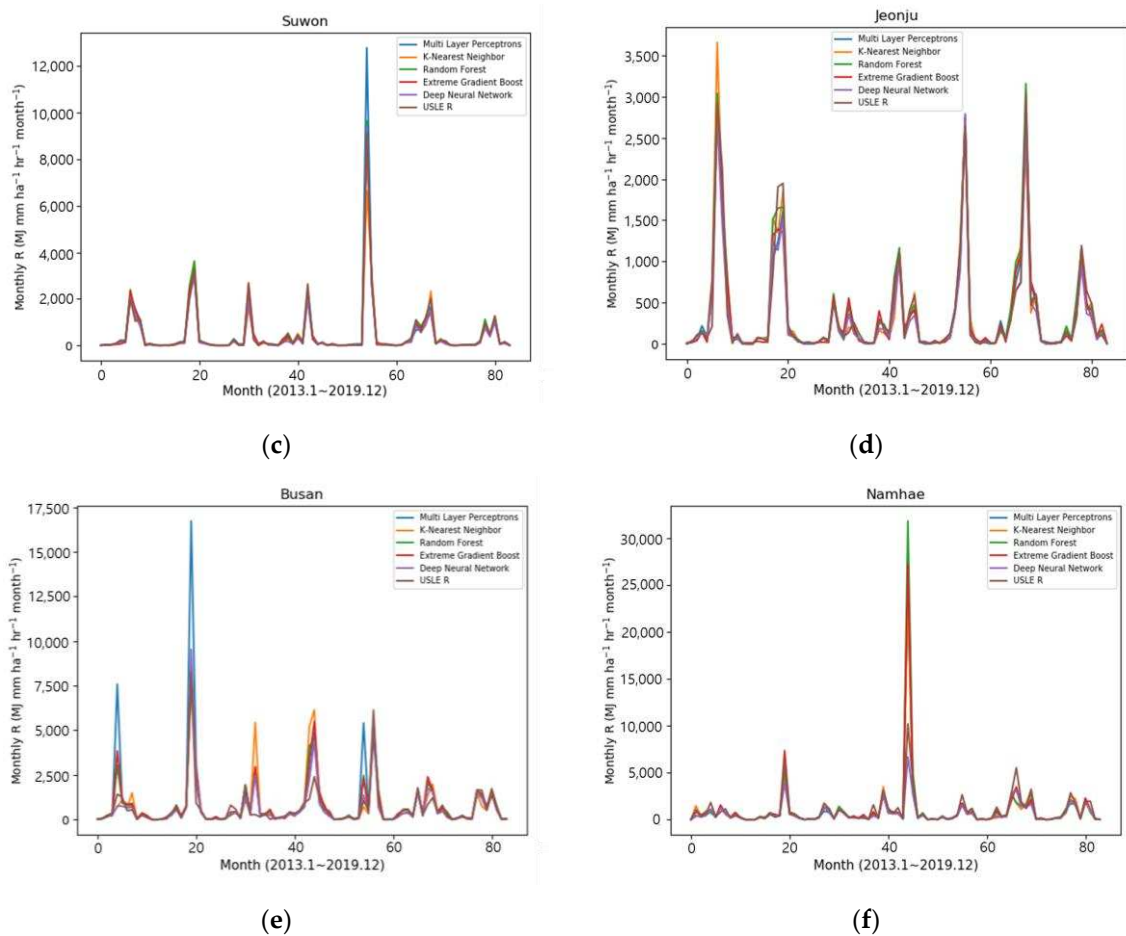 Suwon
Monthly R (MJ mm ha⁻¹ hr⁻¹ month⁻¹)
12,000
10,000
8,000
6,000
4,000
2,000
0
Multi Layer Perceptrons
K-Nearest Neighbor
Random Forest
Extreme Gradient Boost
Deep Neural Network
USLE R
0 20 40 60 80
Month (2013.1~2019.12)
(c)
Jeonju
Monthly R (MJ mm ha⁻¹ hr⁻¹ month⁻¹)
3,500
3,000
2,500
2,000
1,500
1,000
500
0
Multi Layer Perceptrons
K-Nearest Neighbor
Random Forest
Extreme Gradient Boost
Deep Neural Network
USLE R
0 20 40 60 80
Month (2013.1~2019.12)
(d)
Busan
Monthly R (MJ mm ha⁻¹ hr⁻¹ month⁻¹)
17,500
15,000
12,500
10,000
7,500
5,000
2,500
0
Multi Layer Perceptrons
K-Nearest Neighbor
Random Forest
Extreme Gradient Boost
Deep Neural Network
USLE R
0 20 40 60 80
Month (2013.1~2019.12)
(e)
Namhae
Monthly R (MJ mm ha⁻¹ hr⁻¹ month⁻¹)
30,000
25,000
20,000
15,000
10,000
5,000
0
Multi Layer Perceptrons
K-Nearest Neighbor
Random Forest
Extreme Gradient Boost
Deep Neural Network
USLE R
0 20 40 60 80
Month (2013.1~2019.12)
(f)